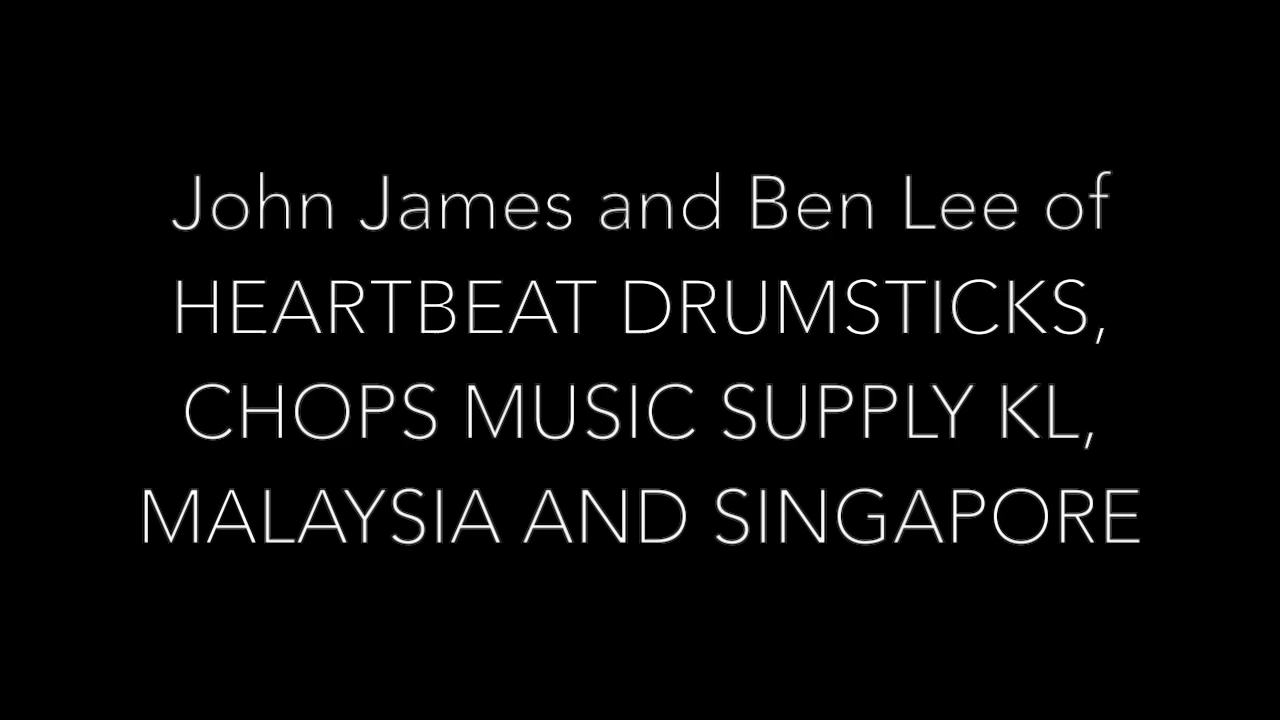 John James and Ben Lee of
HEARTBEAT DRUMSTICKS,
CHOPS MUSIC SUPPLY KL,
MALAYSIA AND SINGAPORE